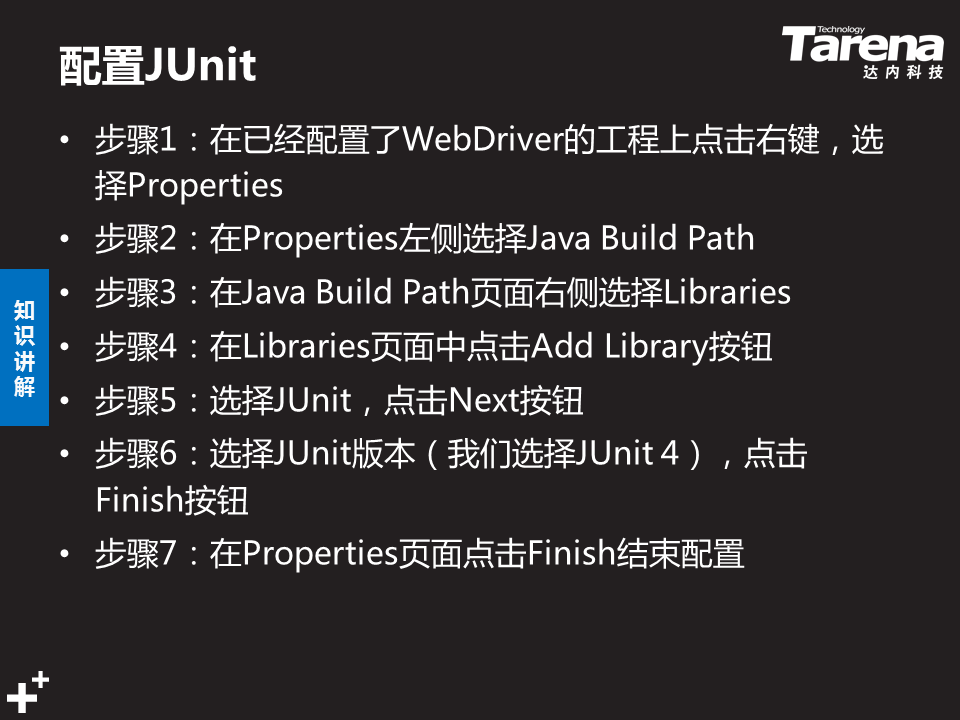 配置JUnit
Technology
Tarena
达内科技
• 步骤1：在已经配置了WebDriver的工程上点击右键，选
择Properties
• 步骤2：在Properties左侧选择Java Build Path
• 步骤3：在Java Build Path页面右侧选择Libraries
• 步骤4：在Libraries页面中点击Add Library按钮
• 步骤5：选择JUnit，点击Next按钮
• 步骤6：选择JUnit版本（我们选择JUnit 4），点击
Finish按钮
• 步骤7：在Properties页面点击Finish结束配置
知
识
讲
解